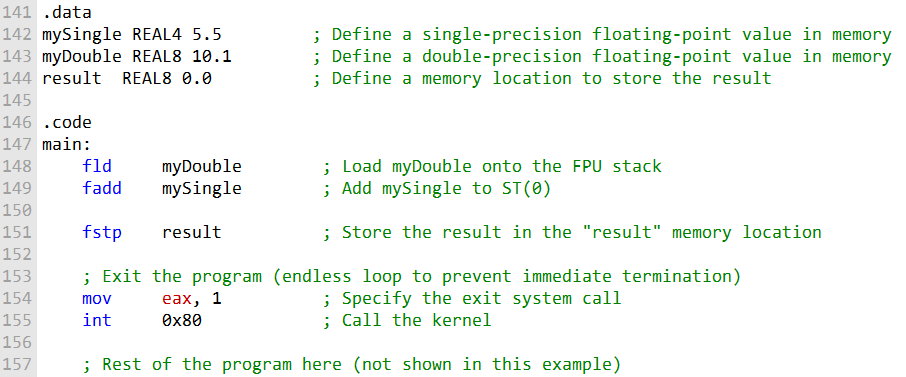 141 .data
142 mySingle REAL4 5.5 ; Define a single-precision floating-point value in memory
143 myDouble REAL8 10.1 ; Define a double-precision floating-point value in memory
144 result REAL8 0.0 ; Define a memory location to store the result
145
146 .code
147 main:
148 fld myDouble ; Load myDouble onto the FPU stack
149 fadd mySingle ; Add mySingle to ST(0)
150
151 fstp result ; Store the result in the "result" memory location
152
153 ; Exit the program (endless loop to prevent immediate termination)
154 mov eax, 1 ; Specify the exit system call
155 int 0x80 ; Call the kernel
156
157 ; Rest of the program here (not shown in this example)